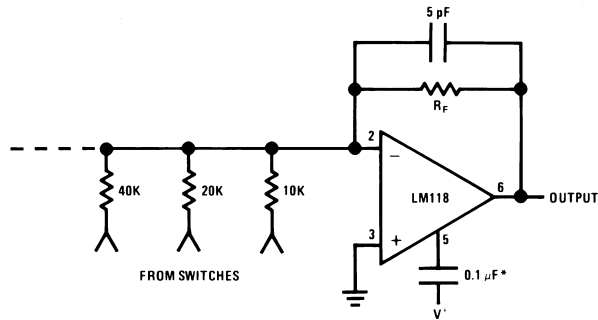 5 pF
R_F
2
40K
20K
10K
−
LM118
6
OUTPUT
3
+
5
FROM SWITCHES
0.1 μF*
V+